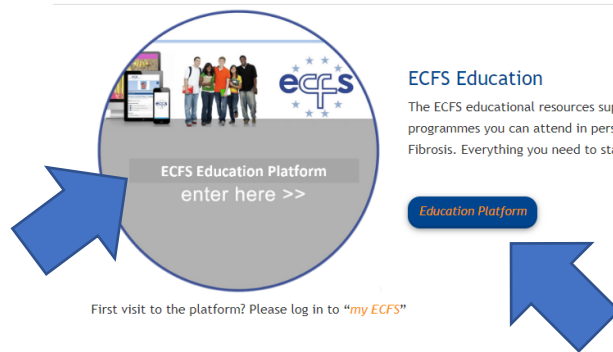 ecfs
ECFS Education Platform
enter here >>
First visit to the platform? Please log in to “my ECFS”
ECFS Education
The ECFS educational resources su
programmes you can attend in pers
Fibrosis. Everything you need to sta
Education Platform